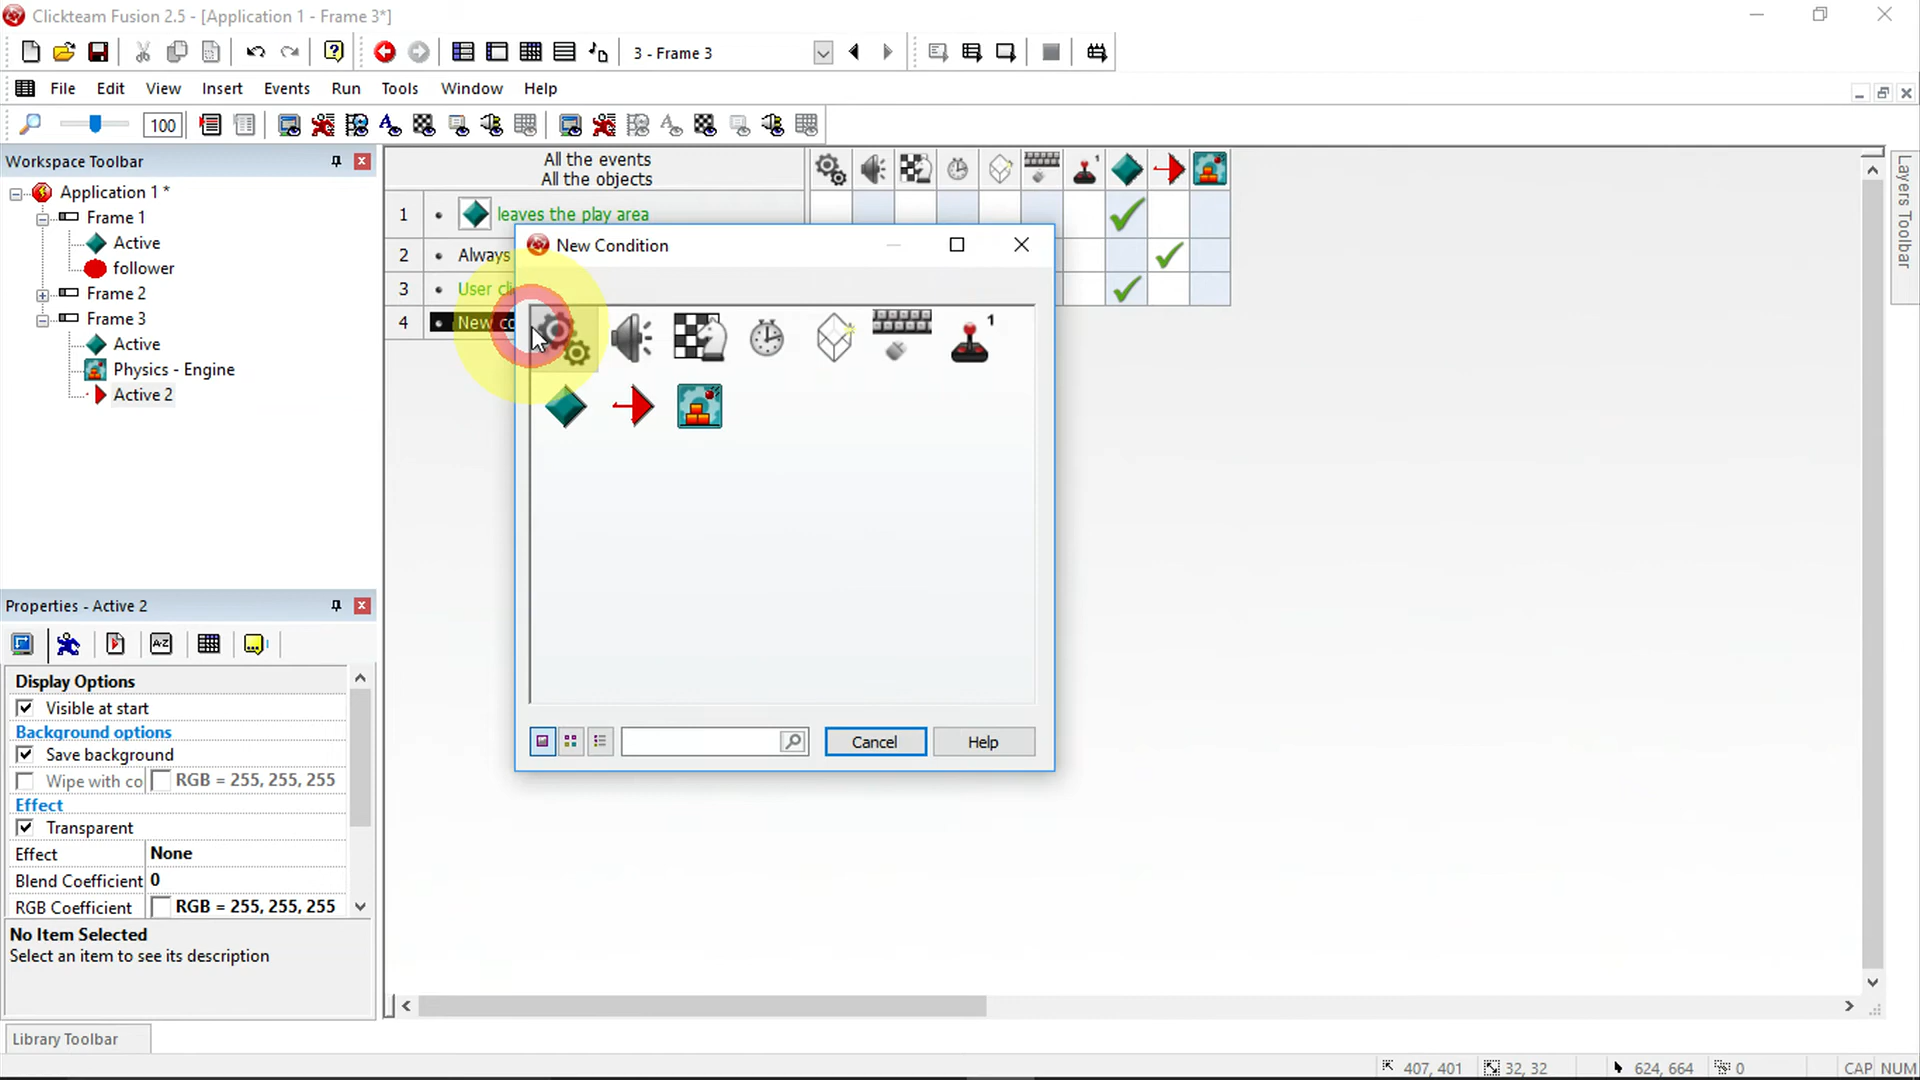 Clickteam Fusion 2.5 - [Application 1 - Frame 3*]
3 - Frame 3
File Edit View Insert Events Run Tools Window Help
100
Workspace Toolbar
Application 1 *
Frame 1
Active
follower
Frame 2
Frame 3
Active
Physics - Engine
Active 2
All the events
All the objects
1 • leaves the play area
2 • Always
3 • User cli
4 • New co
New Condition
1
Cancel Help
Properties - Active 2
Display Options
Visible at start
Background options
Save background
Wipe with co RGB = 255, 255, 255
Effect
Transparent
Effect None
Blend Coefficient 0
RGB Coefficient RGB = 255, 255, 255
No Item Selected
Select an item to see its description
Library Toolbar
Layers Toolbar
407, 401 32, 32 624, 664 0 CAP NUM